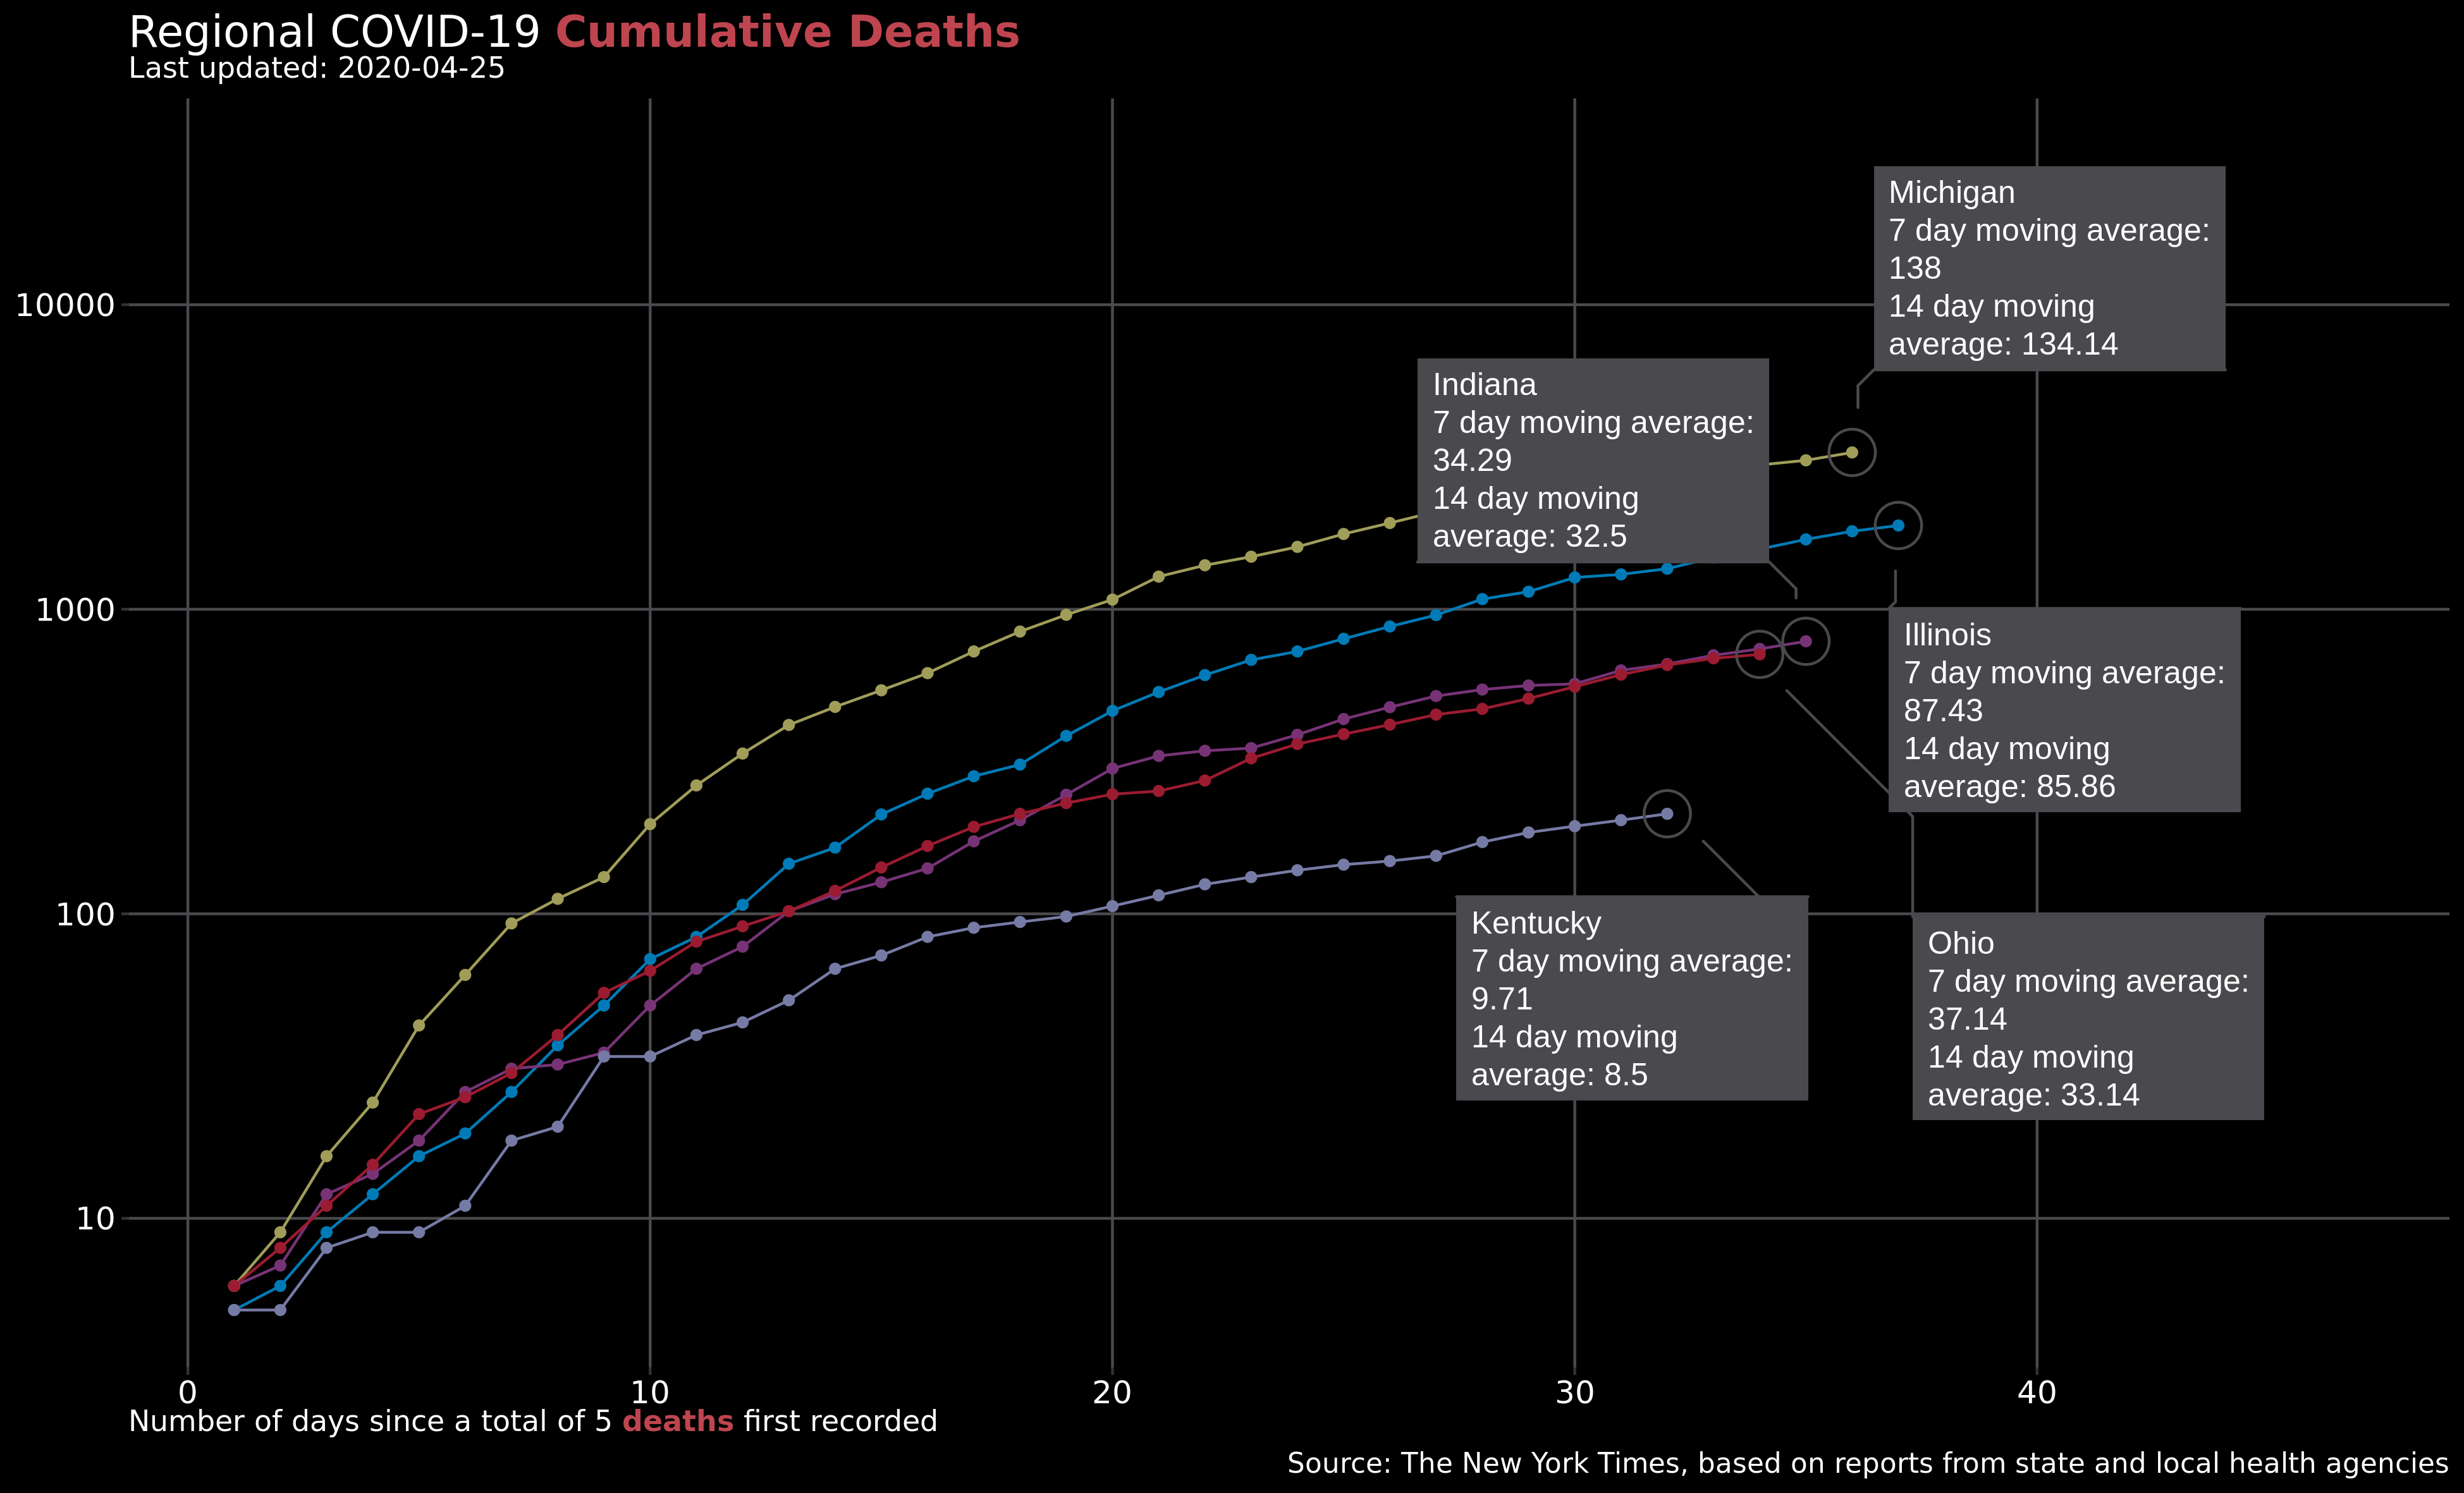 Regional COVID-19 Cumulative Deaths
Last updated: 2020-04-25
Michigan
7 day moving average:
138
14 day moving
average: 134.14
Indiana
7 day moving average:
34.29
14 day moving
average: 32.5
Illinois
7 day moving average:
87.43
14 day moving
average: 85.86
Kentucky
7 day moving average:
9.71
14 day moving
average: 8.5
Ohio
7 day moving average:
37.14
14 day moving
average: 33.14
10000
1000
100
10
0 10 20 30 40
Number of days since a total of 5 deaths first recorded
Source: The New York Times, based on reports from state and local health agencies